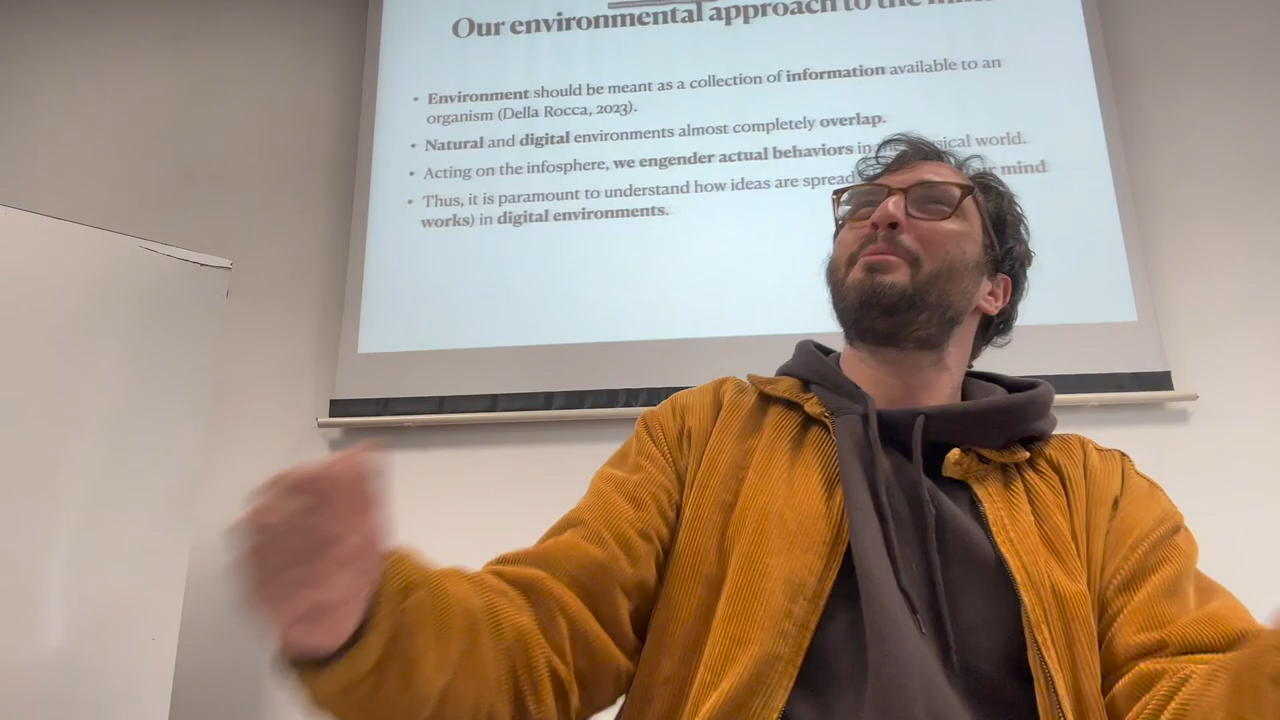 Our environmental approach to the
• Environment should be meant as a collection of information available to an
organism (Della Rocca, 2023).
• Natural and digital environments almost completely overlap.
• Acting on the infosphere, we engender actual behaviors in physical world.
• Thus, it is paramount to understand how ideas are spread mind
works) in digital environments.